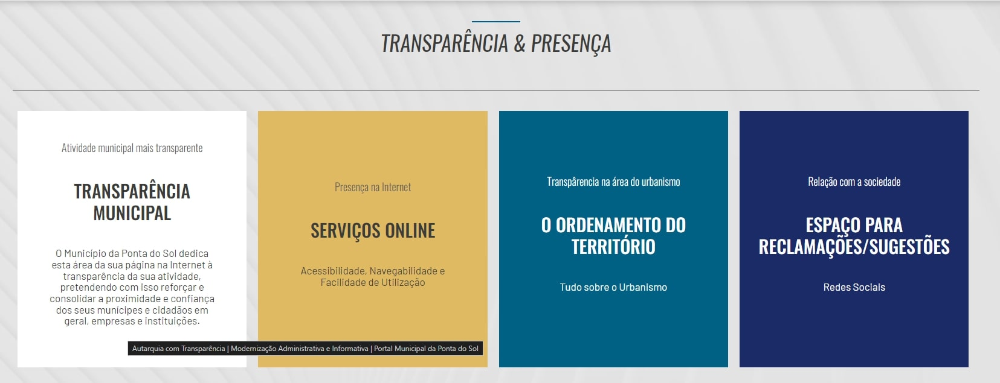 TRANSPARÊNCIA & PRESENÇA
Atividade municipal mais transparente
TRANSPARÊNCIA
MUNICIPAL
O Município da Ponta do Sol dedica
esta área da sua página na Internet à
transparência da sua atividade,
pretendendo com isso reforçar e
consolidar a proximidade e confiança
dos seus munícipes e cidadãos em
geral, empresas e instituições.
Presença na Internet
SERVIÇOS ONLINE
Acessibilidade, Navegabilidade e
Facilidade de Utilização
Autarquia com Transparência | Modernização Administrativa e Informativa | Portal Municipal da Ponta do Sol
Transpârencia na área do urbanismo
O ORDENAMENTO DO
TERRITÓRIO
Tudo sobre o Urbanismo
Relação com a sociedade
ESPAÇO PARA
RECLAMAÇÕES/SUGESTÕES
Redes Sociais